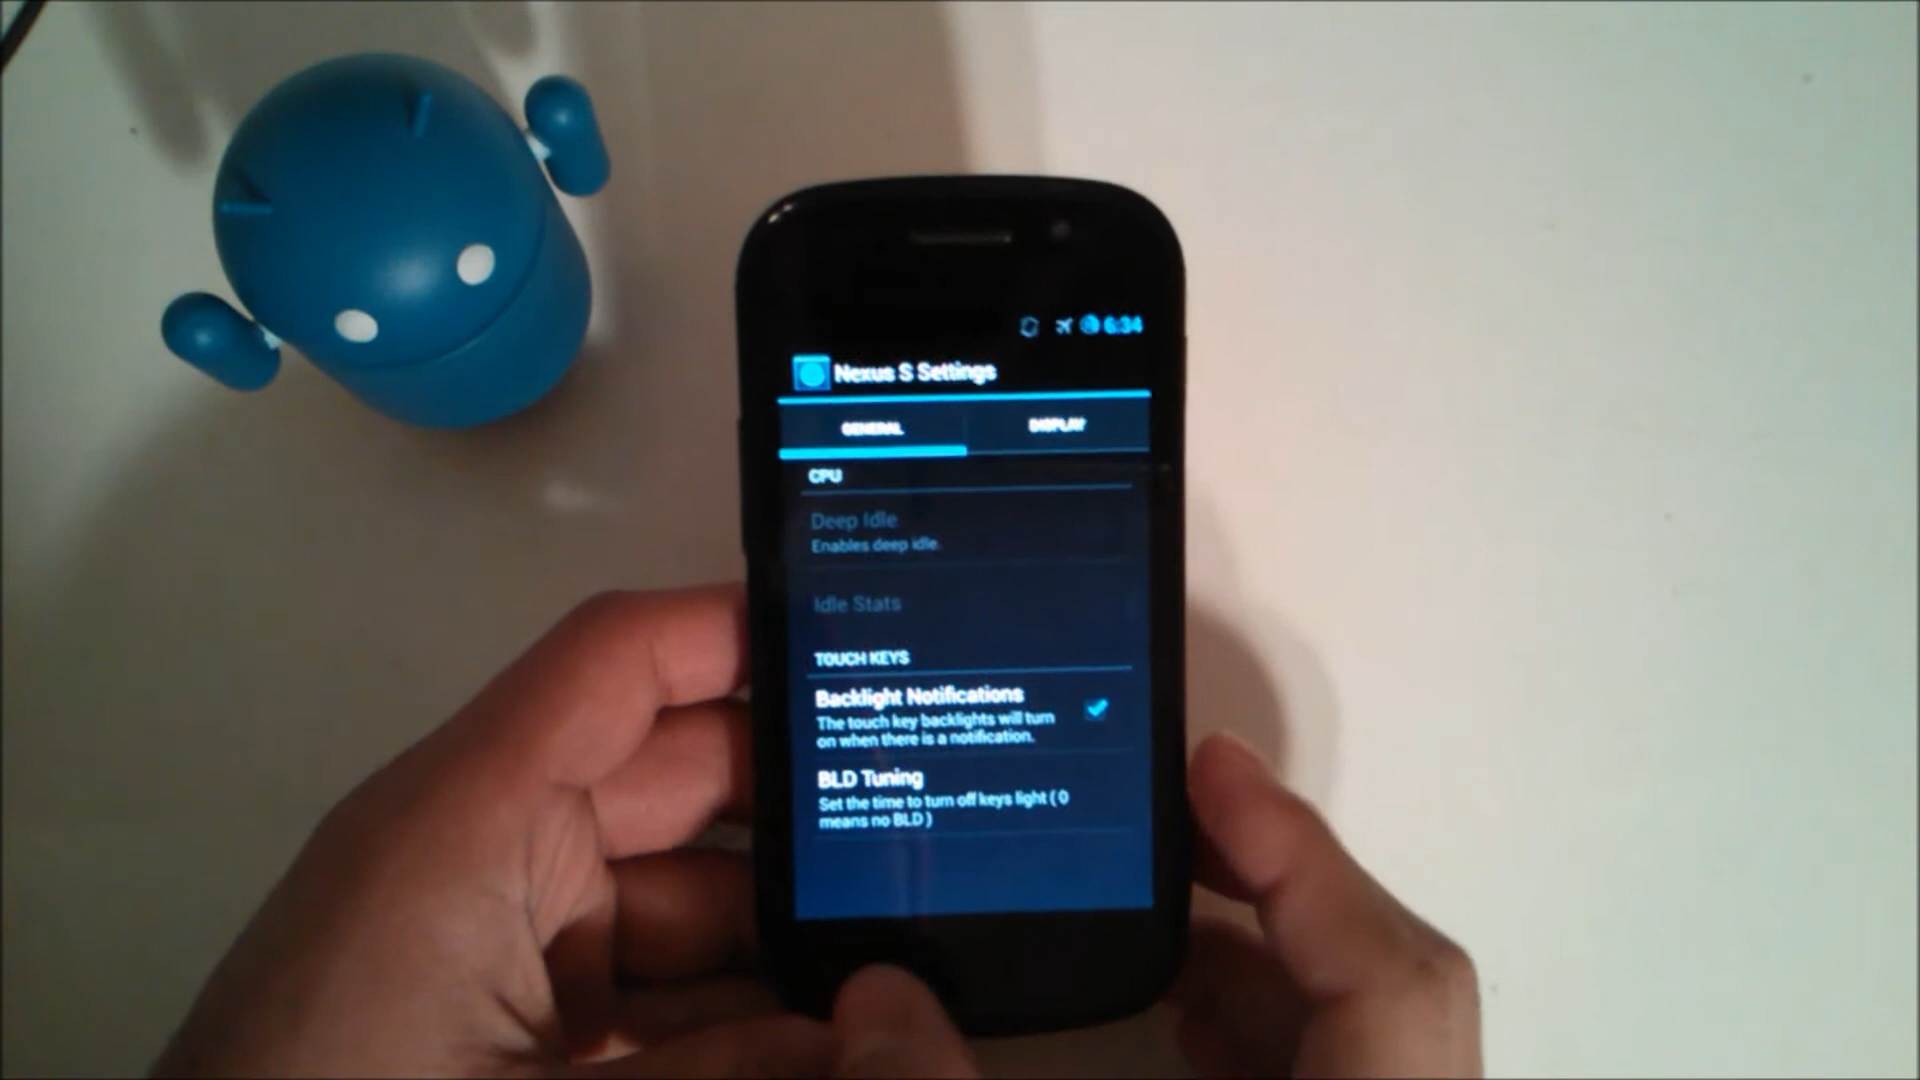 6:34
Nexus S Settings
GENERAL DISPLAY
CPU
Deep Idle
Enables deep idle.
Idle Stats
TOUCH KEYS
Backlight Notifications
The touch key backlights will turn
on when there is a notification.
BLD Tuning
Set the time to turn off keys light ( 0
means no BLD )